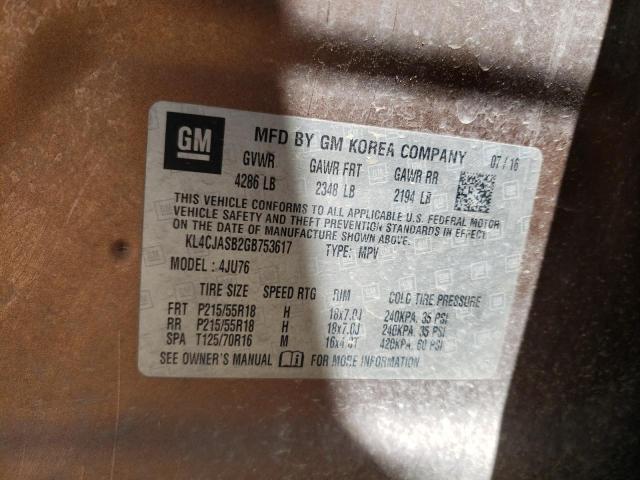 GM MFD BY GM KOREA COMPANY 07/16
GVWR GAWR FRT GAWR RR
4286 LB 2348 LB 2194 LB
THIS VEHICLE CONFORMS TO ALL APPLICABLE U.S. FEDERAL MOTOR
VEHICLE SAFETY AND THEFT PREVENTION STANDARDS IN EFFECT
ON THE DATE OF MANUFACTURE SHOWN ABOVE.
KL4CJASB2GB753617 TYPE: MPV
MODEL: 4JU76
TIRE SIZE SPEED RTG RIM COLD TIRE PRESSURE
FRT P215/55R18 H 18x7.0J 240KPA, 35 PSI
RR P215/55R18 H 18x7.0J 240KPA, 35 PSI
SPA T125/70R16 M 16x4.0T 420KPA, 60 PSI
SEE OWNER'S MANUAL FOR MORE INFORMATION